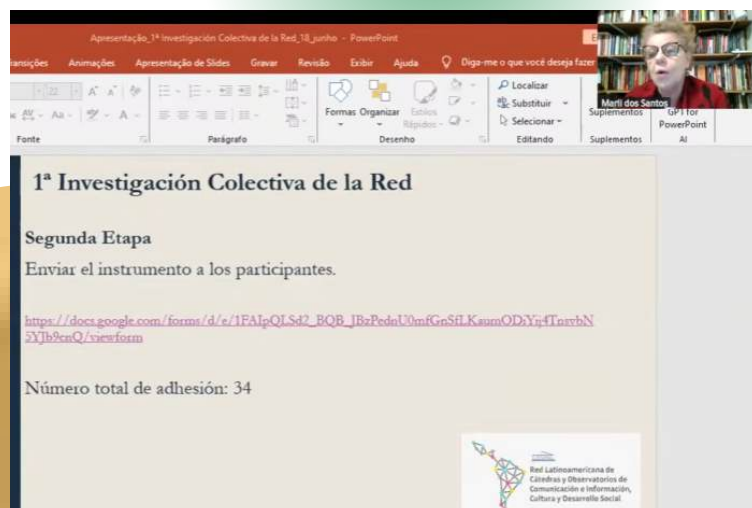 Apresentação_1ª Investigación Colectiva de la Red_18_junho - PowerPoint
Animações Apresentação de Slides Gravar Revisão Exibir Ajuda Diga-me o que você deseja fazer
Localizar
Substituir
Selecionar
Formas Organizar Estilos Rápidos
Marli dos Santos
Suplementos GPT for PowerPoint
Fonte Parágrafo Desenho Editando Suplementos AI
1ª Investigación Colectiva de la Red
Segunda Etapa
Enviar el instrumento a los participantes.
Número total de adhesión: 34
Red Latinoamericana de
Cátedras y Observatorios de
Comunicación e Información,
Cultura y Desarrollo Social